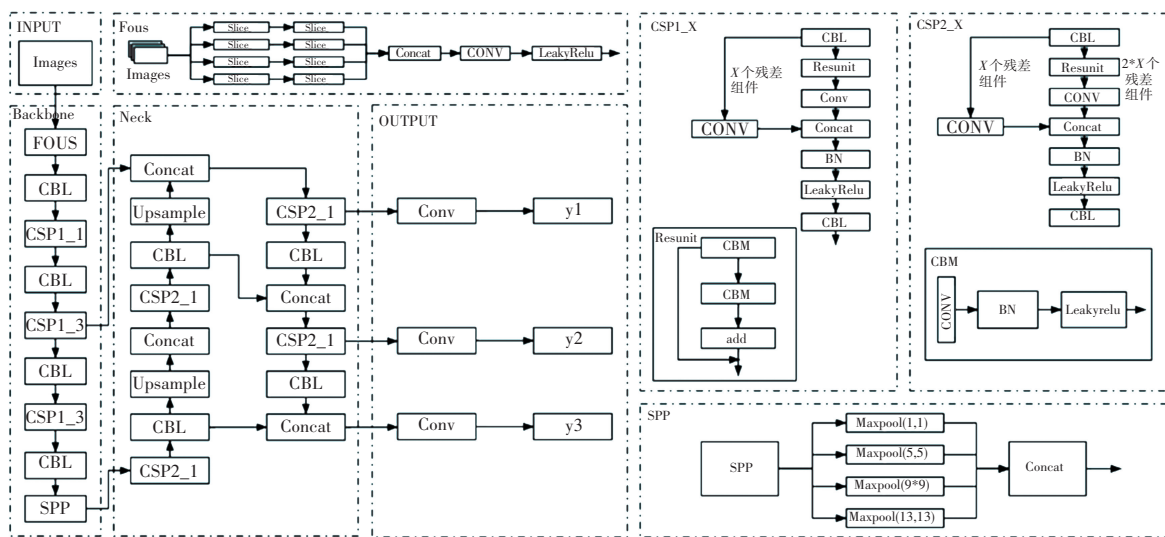 INPUT
Images
Backbone
FOUS
CBL
CSP1_1
CBL
CSP1_3
CBL
CSP1_3
CBL
SPP
Fous
Images
Slice
Slice
Slice
Slice
Slice
Slice
Slice
Slice
Concat
CONV
LeakyRelu
Neck
Concat
Upsample
CBL
CSP2_1
Concat
Upsample
CBL
CSP2_1
CSP2_1
CBL
Concat
CSP2_1
CBL
Concat
OUTPUT
Conv
y1
Conv
y2
Conv
y3
CSP1_X
CBL
Resunit
Conv
X个残差
组件
CONV
Concat
BN
LeakyRelu
CBL
Resunit
CBM
CBM
add
CSP2_X
CBL
Resunit
CONV
X个残差
组件
2*X个
残差
组件
CONV
Concat
BN
LeakyRelu
CBL
CBM
CONV
BN
Leakyrelu
SPP
SPP
Maxpool(1,1)
Maxpool(5,5)
Maxpool(9*9)
Maxpool(13,13)
Concat